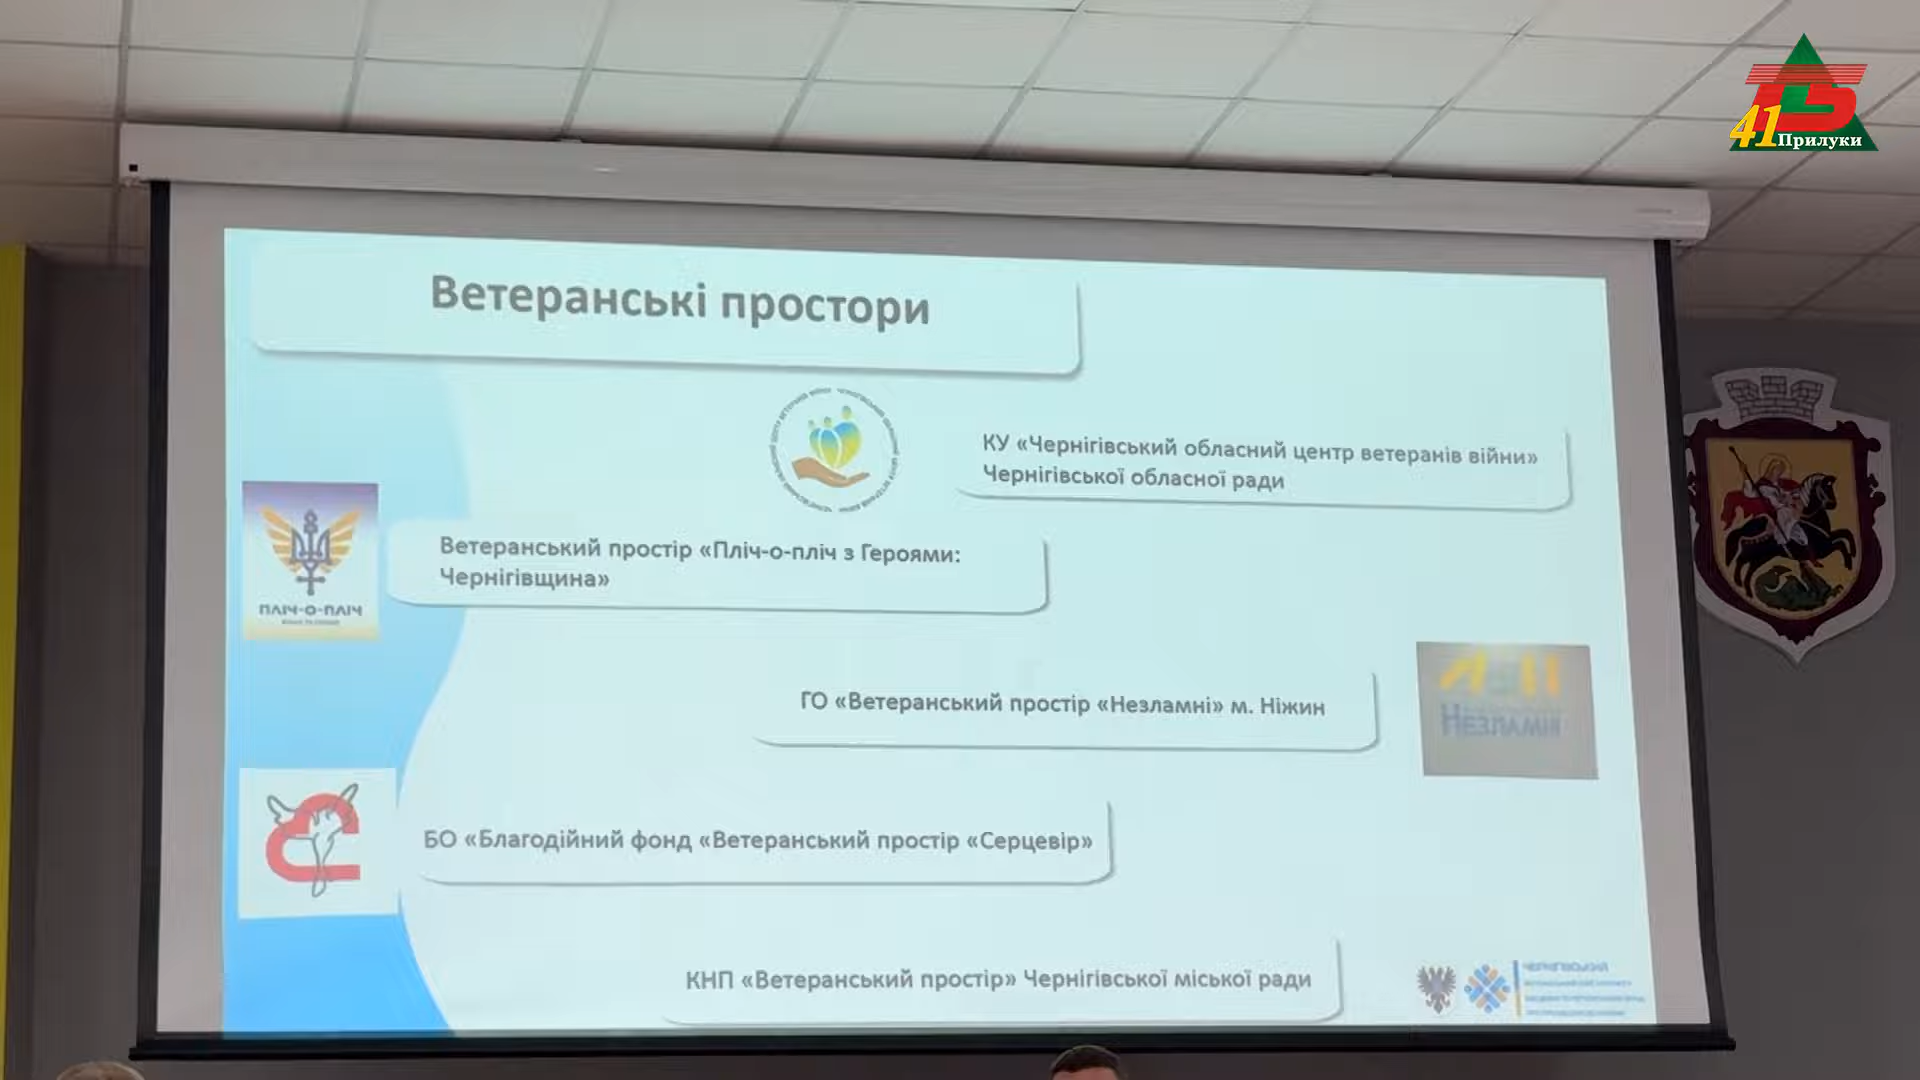 41 Прилуки
Ветеранські простори
КУ «Чернігівський обласний центр ветеранів війни»
Чернігівської обласної ради
Ветеранський простір «Пліч-о-пліч з Героями:
Чернігівщина»
ПЛІЧ-О-ПЛІЧ
ГО «Ветеранський простір «Незламні» м. Ніжин
НЕЗЛАМНІ
БО «Благодійний фонд «Ветеранський простір «Серцевір»
КНП «Ветеранський простір» Чернігівської міської ради
ЧЕРНІГІВСЬКИЙ